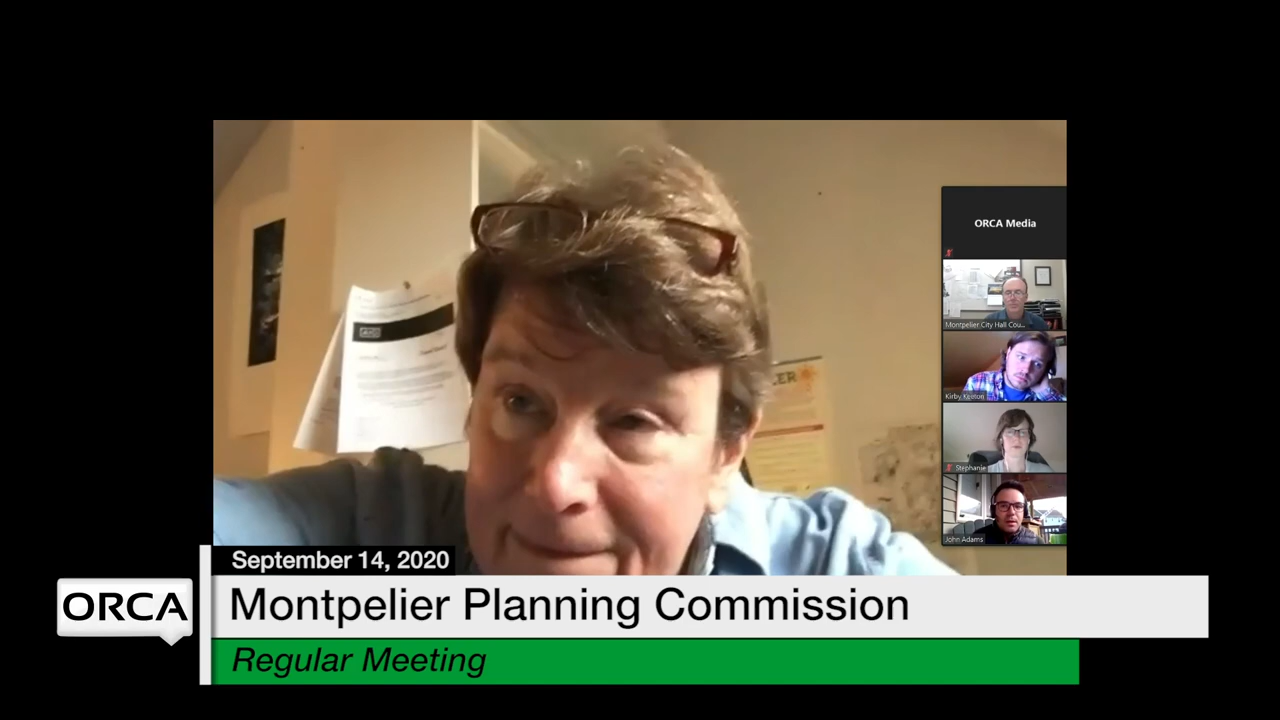 ORCA Media
Montpelier City Hall Cou...
Kirby Keeton
Stephanie
John Adams
September 14, 2020
ORCA
Montpelier Planning Commission
Regular Meeting